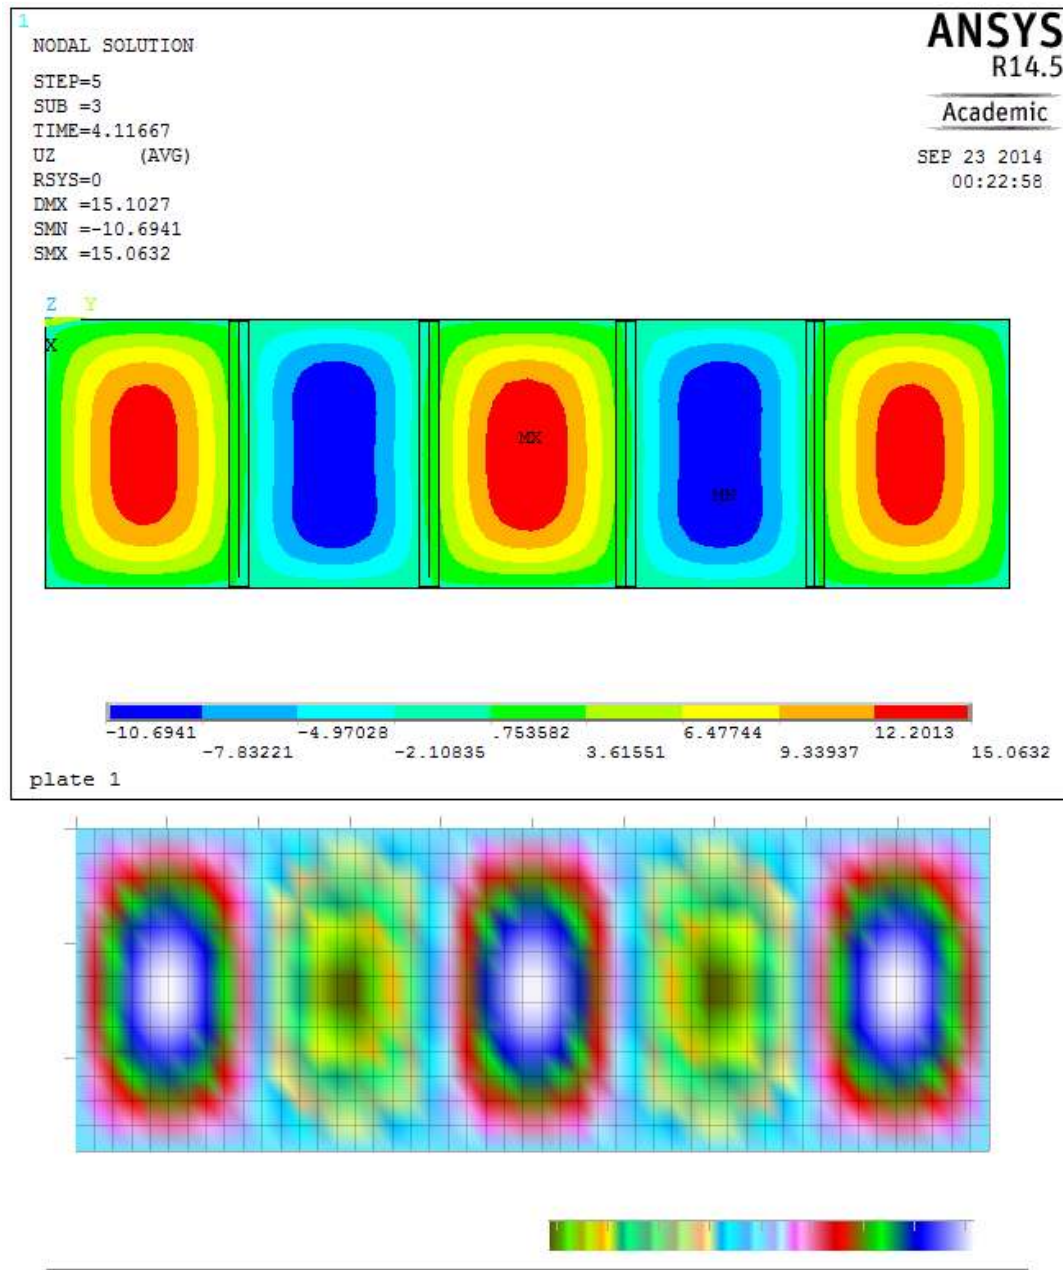 1
NODAL SOLUTION
STEP=5
SUB =3
TIME=4.11667
UZ (AVG)
RSYS=0
DMX =15.1027
SMN =-10.6941
SMX =15.0632
ANSYS
R14.5
Academic
SEP 23 2014
00:22:58
Z Y
X
MX
MN
-10.6941 -4.97028 .753582 6.47744 12.2013
-7.83221 -2.10835 3.61551 9.33937 15.0632
plate 1